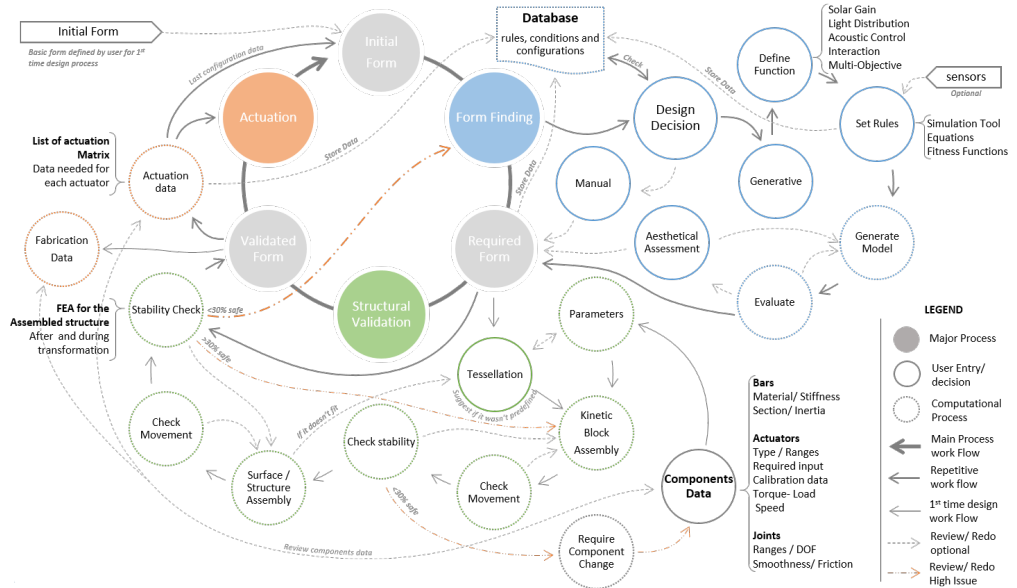 Initial Form
Basic form defined by user for 1st
time design process
Last configuration data
Initial
Form
Database
rules, conditions and
configurations
Check
Store Data
Solar Gain
Light Distribution
Acoustic Control
Interaction
Multi-Objective
Define
Function
sensors
Optional
Actuation
Form Finding
Design
Decision
Set Rules
Simulation Tool
Equations
Fitness Functions
List of actuation
Matrix
Data needed for
each actuator
Actuation
data
Store Data
Store Data
Manual
Generative
Fabrication
Data
Validated
Form
Required
Form
Aesthetical
Assessment
Generate
Model
Structural
Validation
Evaluate
FEA for the
Assembled structure
After and during
transformation
Stability Check
<30% safe
>30% safe
Parameters
Tessellation
Suggest if it wasn't predefined
If it doesn't fit
Check
Movement
Check stability
Kinetic
Block
Assembly
Surface /
Structure
Assembly
Check
Movement
<30% safe
Components
Data
Require
Component
Change
Review components data
Bars
Material/ Stiffness
Section/ Inertia
Actuators
Type / Ranges
Required input
Calibration data
Torque- Load
Speed
Joints
Ranges / DOF
Smoothness/ Friction
LEGEND
Major Process
User Entry/
decision
Computational
Process
Main Process
work Flow
Repetitive
work flow
1st time design
work Flow
Review/ Redo
optional
Review/ Redo
High Issue